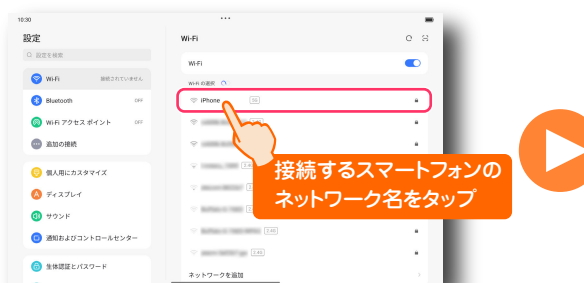 10:30
設定
設定を検索
Wi-Fi
接続されていません
Bluetooth
OFF
Wi-Fi アクセス ポイント
OFF
追加の接続
個人用にカスタマイズ
ディスプレイ
サウンド
通知およびコントロールセンター
生体認証とパスワード
Wi-Fi
Wi-Fi
Wi-Fi の選択
iPhone
5G
2.4G
2.4G
ネットワークを追加
接続するスマートフォンの
ネットワーク名をタップ